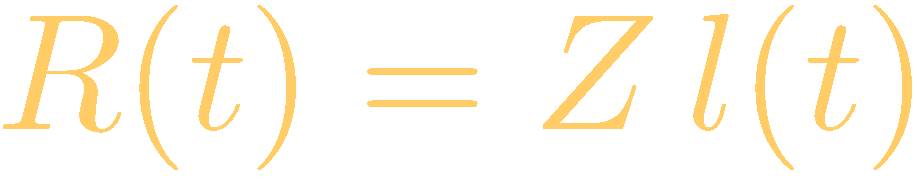 R(t) = Z l(t)